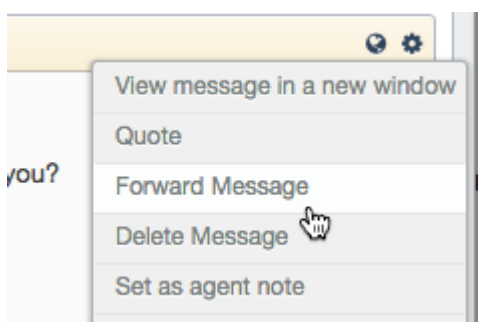 View message in a new window
Quote
you?
Forward Message
Delete Message
Set as agent note